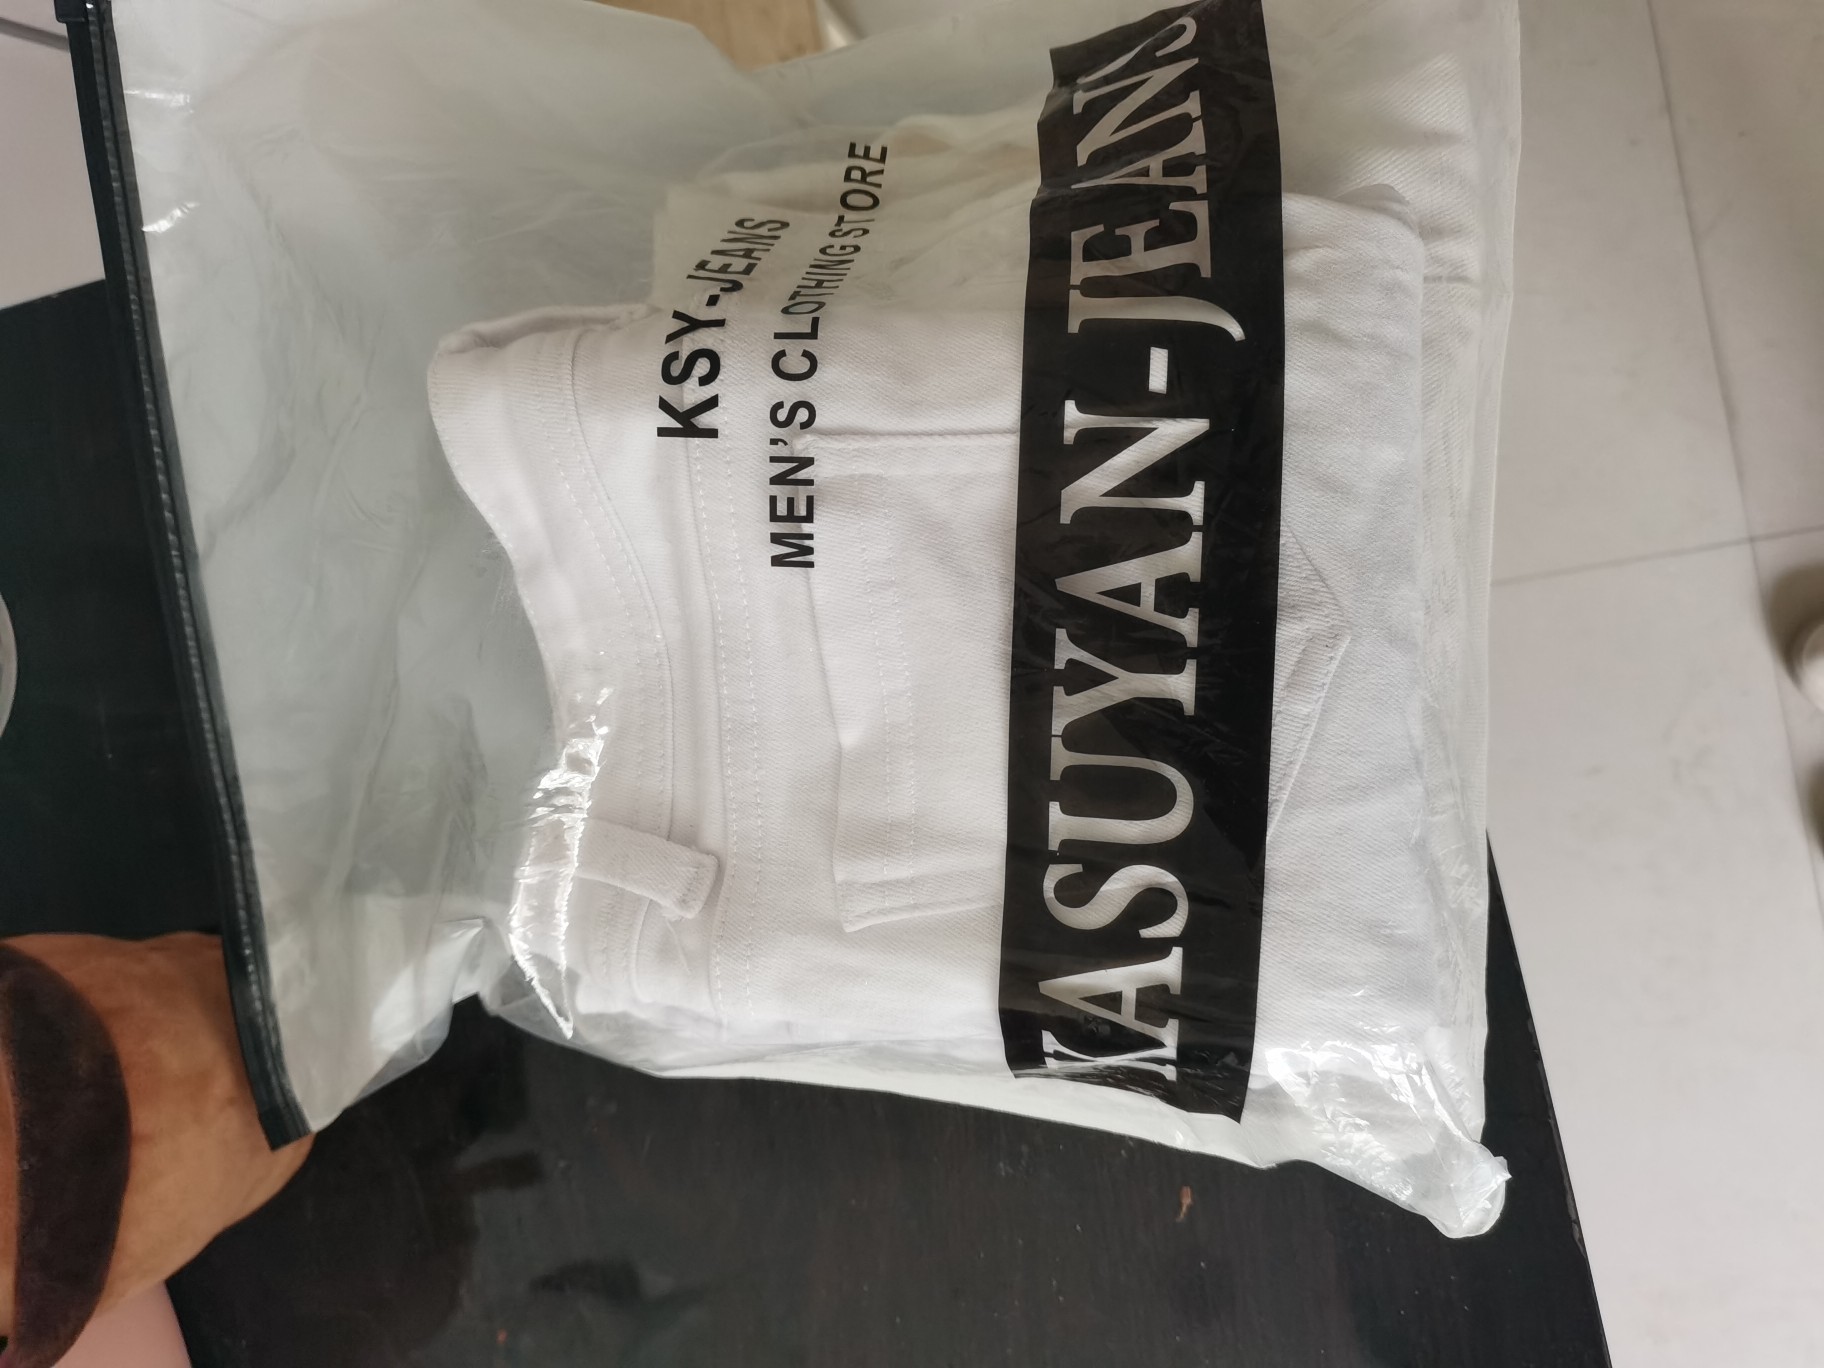 KSY-JEANS
MEN'S CLOTHING STORE
KASUYAN-JEANS